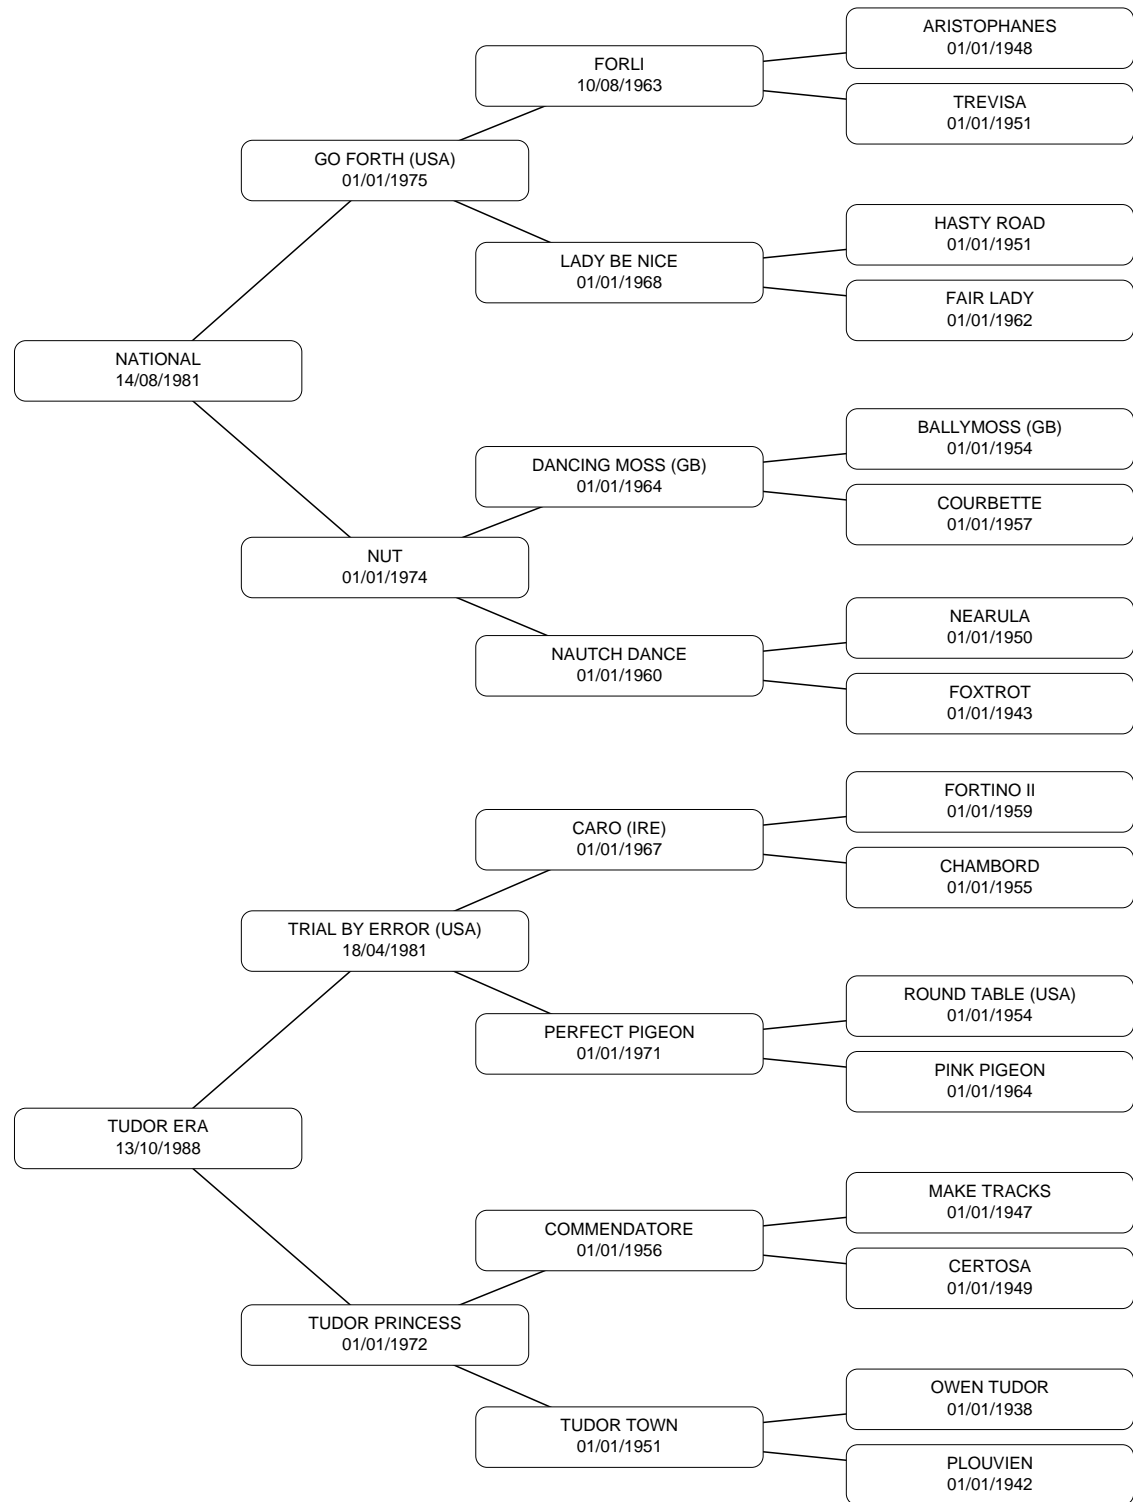 ARISTOPHANES
01/01/1948
FORLI
10/08/1963
TREVISA
01/01/1951
GO FORTH (USA)
01/01/1975
HASTY ROAD
01/01/1951
LADY BE NICE
01/01/1968
FAIR LADY
01/01/1962
NATIONAL
14/08/1981
BALLYMOSS (GB)
01/01/1954
DANCING MOSS (GB)
01/01/1964
COURBETTE
01/01/1957
NUT
01/01/1974
NEARULA
01/01/1950
NAUTCH DANCE
01/01/1960
FOXTROT
01/01/1943
FORTINO II
01/01/1959
CARO (IRE)
01/01/1967
CHAMBORD
01/01/1955
TRIAL BY ERROR (USA)
18/04/1981
ROUND TABLE (USA)
01/01/1954
PERFECT PIGEON
01/01/1971
PINK PIGEON
01/01/1964
TUDOR ERA
13/10/1988
MAKE TRACKS
01/01/1947
COMMENDATORE
01/01/1956
CERTOSA
01/01/1949
TUDOR PRINCESS
01/01/1972
OWEN TUDOR
01/01/1938
TUDOR TOWN
01/01/1951
PLOUVIEN
01/01/1942